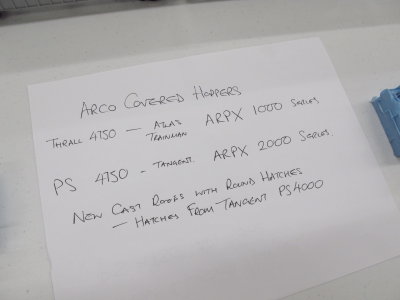 ARCO COVERED HOPPERS
THRALL 4750 — ATLAS TRAINMAN ARPX 1000 SERIES
PS 4750 - TANGENT. ARPX 2000 SERIES.
NEW CAST ROOFS WITH ROUND HATCHES
— HATCHES FROM TANGENT PS4000